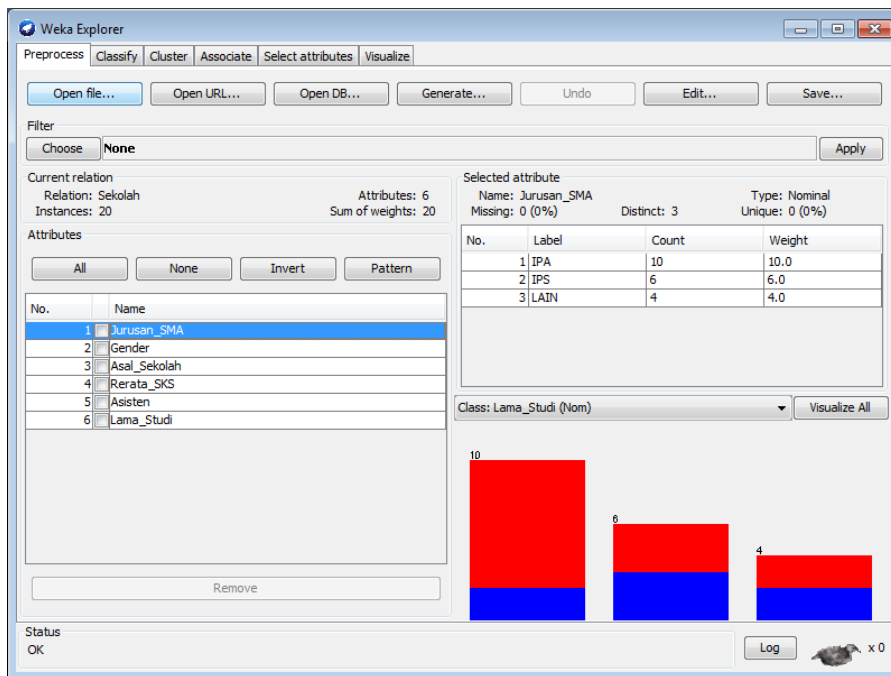 Weka Explorer
Preprocess Classify Cluster Associate Select attributes Visualize
Open file... Open URL... Open DB... Generate... Undo Edit... Save...
Filter
Choose None Apply
Current relation
Relation: Sekolah Attributes: 6
Instances: 20 Sum of weights: 20
Attributes
All None Invert Pattern
No. Name
1 Jurusan_SMA
2 Gender
3 Asal_Sekolah
4 Rerata_SKS
5 Asisten
6 Lama_Studi
Remove
Selected attribute
Name: Jurusan_SMA Type: Nominal
Missing: 0 (0%) Distinct: 3 Unique: 0 (0%)
No. Label Count Weight
1 IPA 10 10.0
2 IPS 6 6.0
3 LAIN 4 4.0
Class: Lama_Studi (Nom) Visualize All
10
6
4
Status
OK
Log x 0